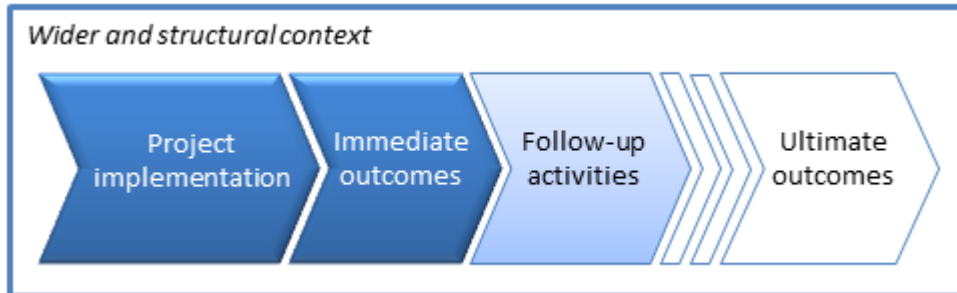 Wider and structural context
Project
implementation
Immediate
outcomes
Follow-up
activities
Ultimate
outcomes